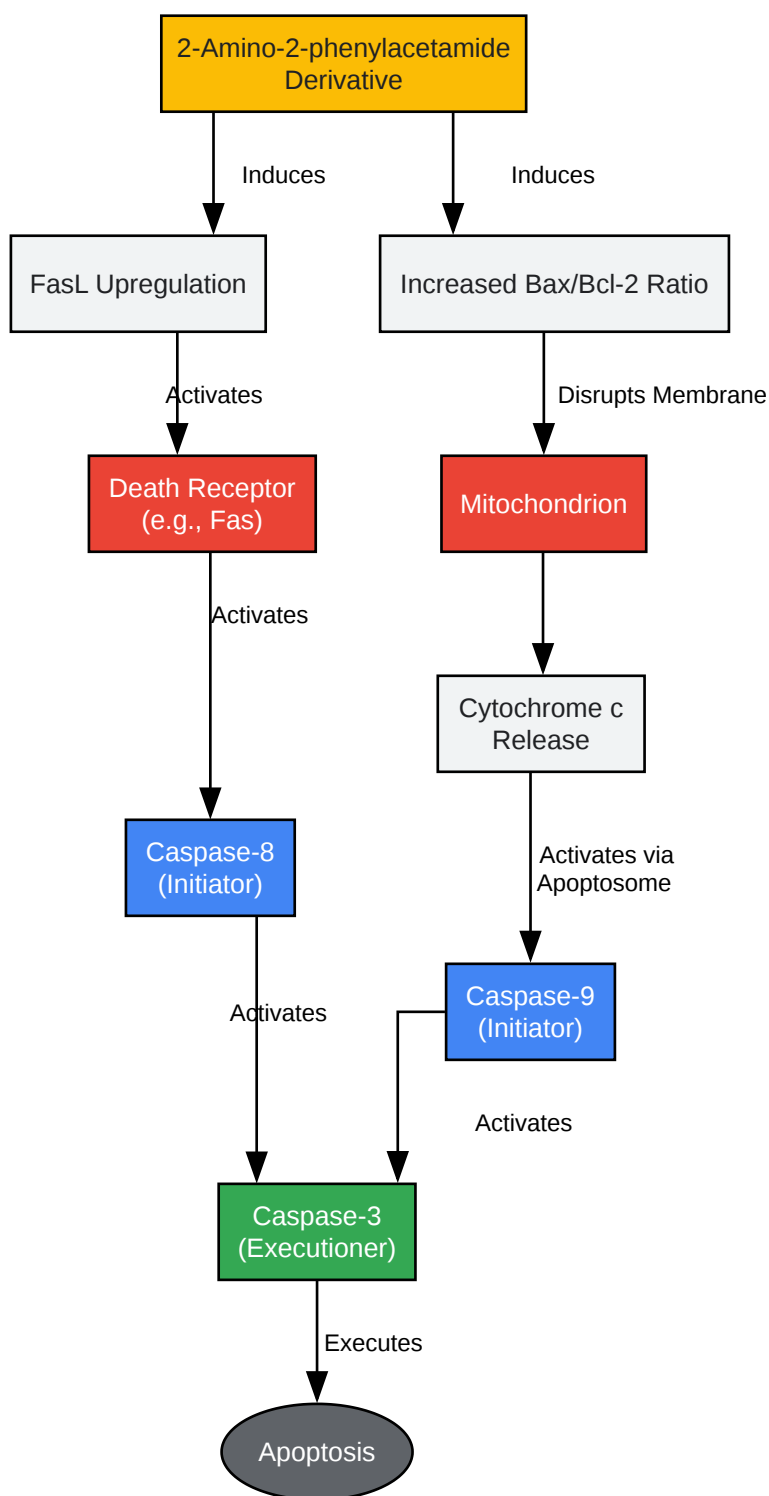 2-Amino-2-phenylacetamide
Derivative
Induces
Induces
FasL Upregulation
Increased Bax/Bcl-2 Ratio
Activates
Disrupts Membrane
Death Receptor
(e.g., Fas)
Mitochondrion
Activates
Cytochrome c
Release
Caspase-8
(Initiator)
Activates via
Apoptosome
Caspase-9
(Initiator)
Activates
Activates
Caspase-3
(Executioner)
Executes
Apoptosis